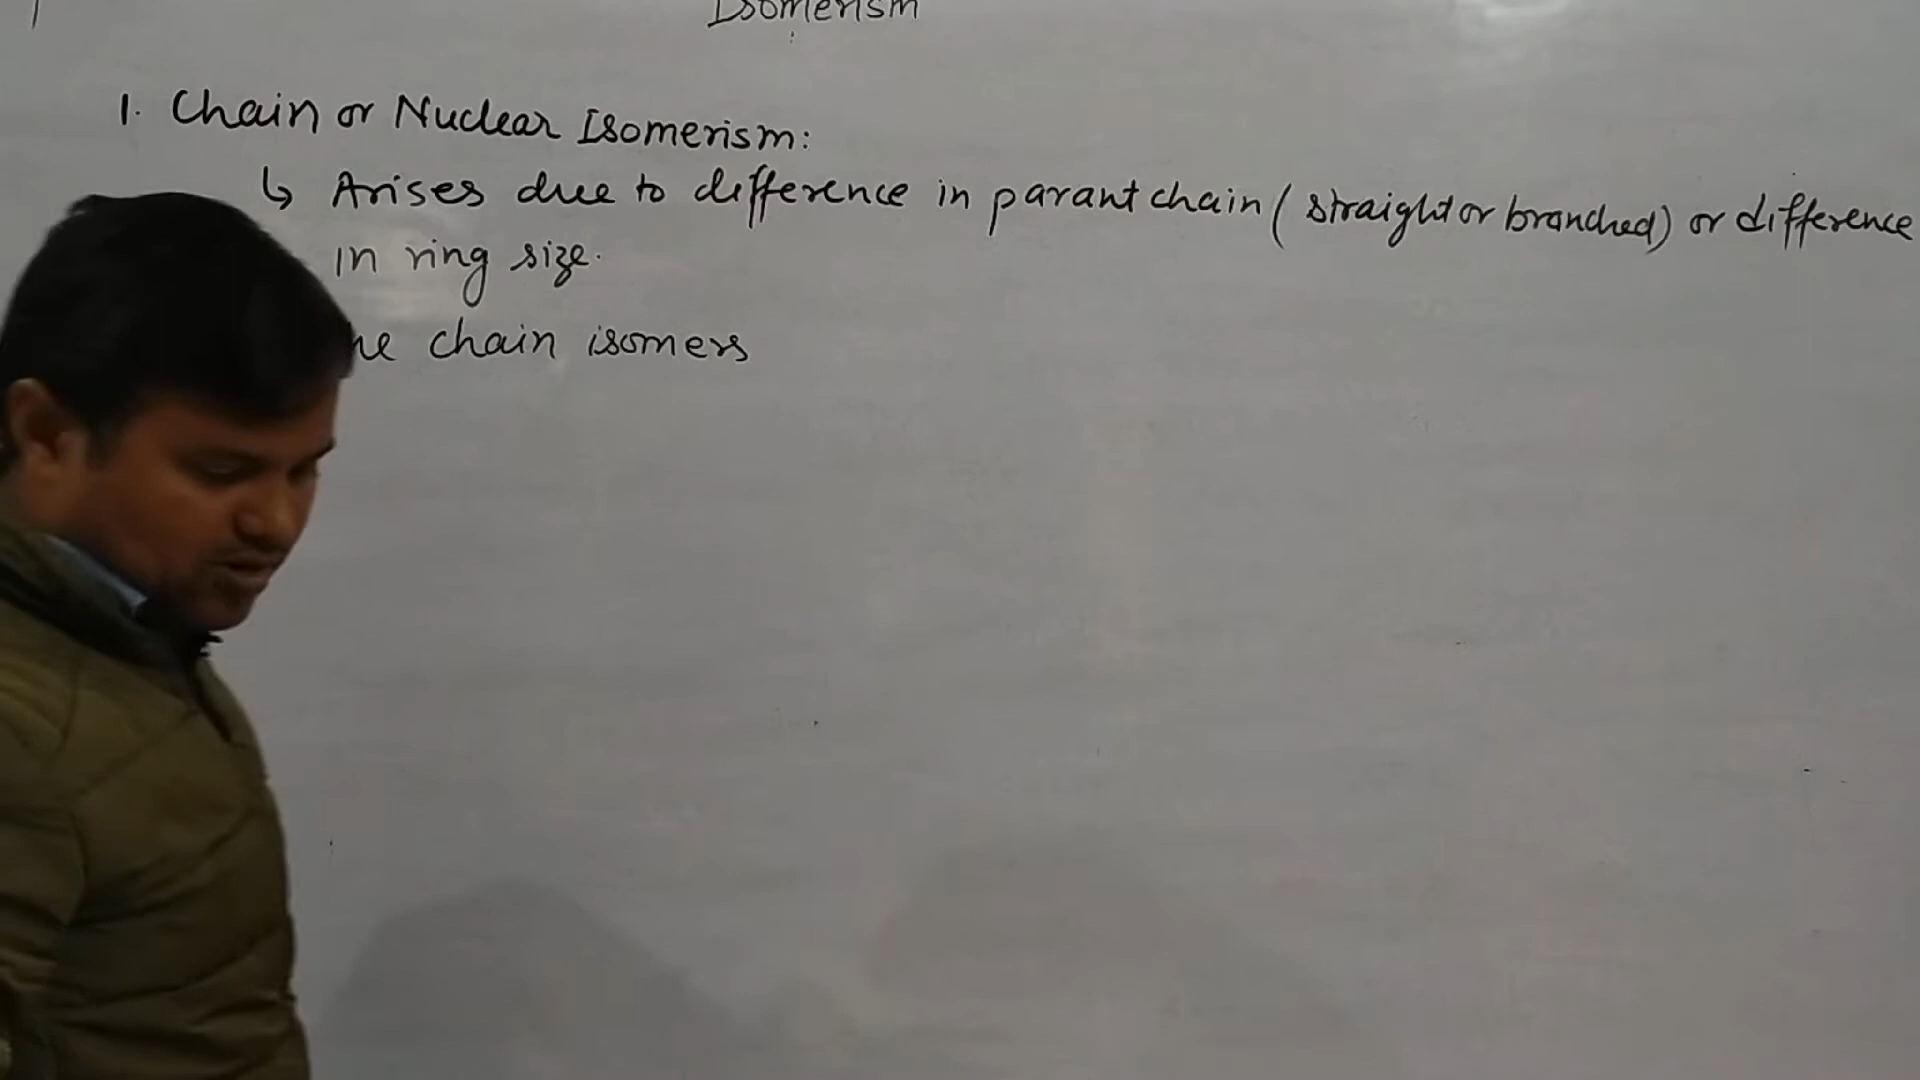 Isomerism
1. Chain or Nuclear Isomerism:
↳ Arises due to difference in parant chain ( straight or branched) or difference
in ring size.
chain isomers